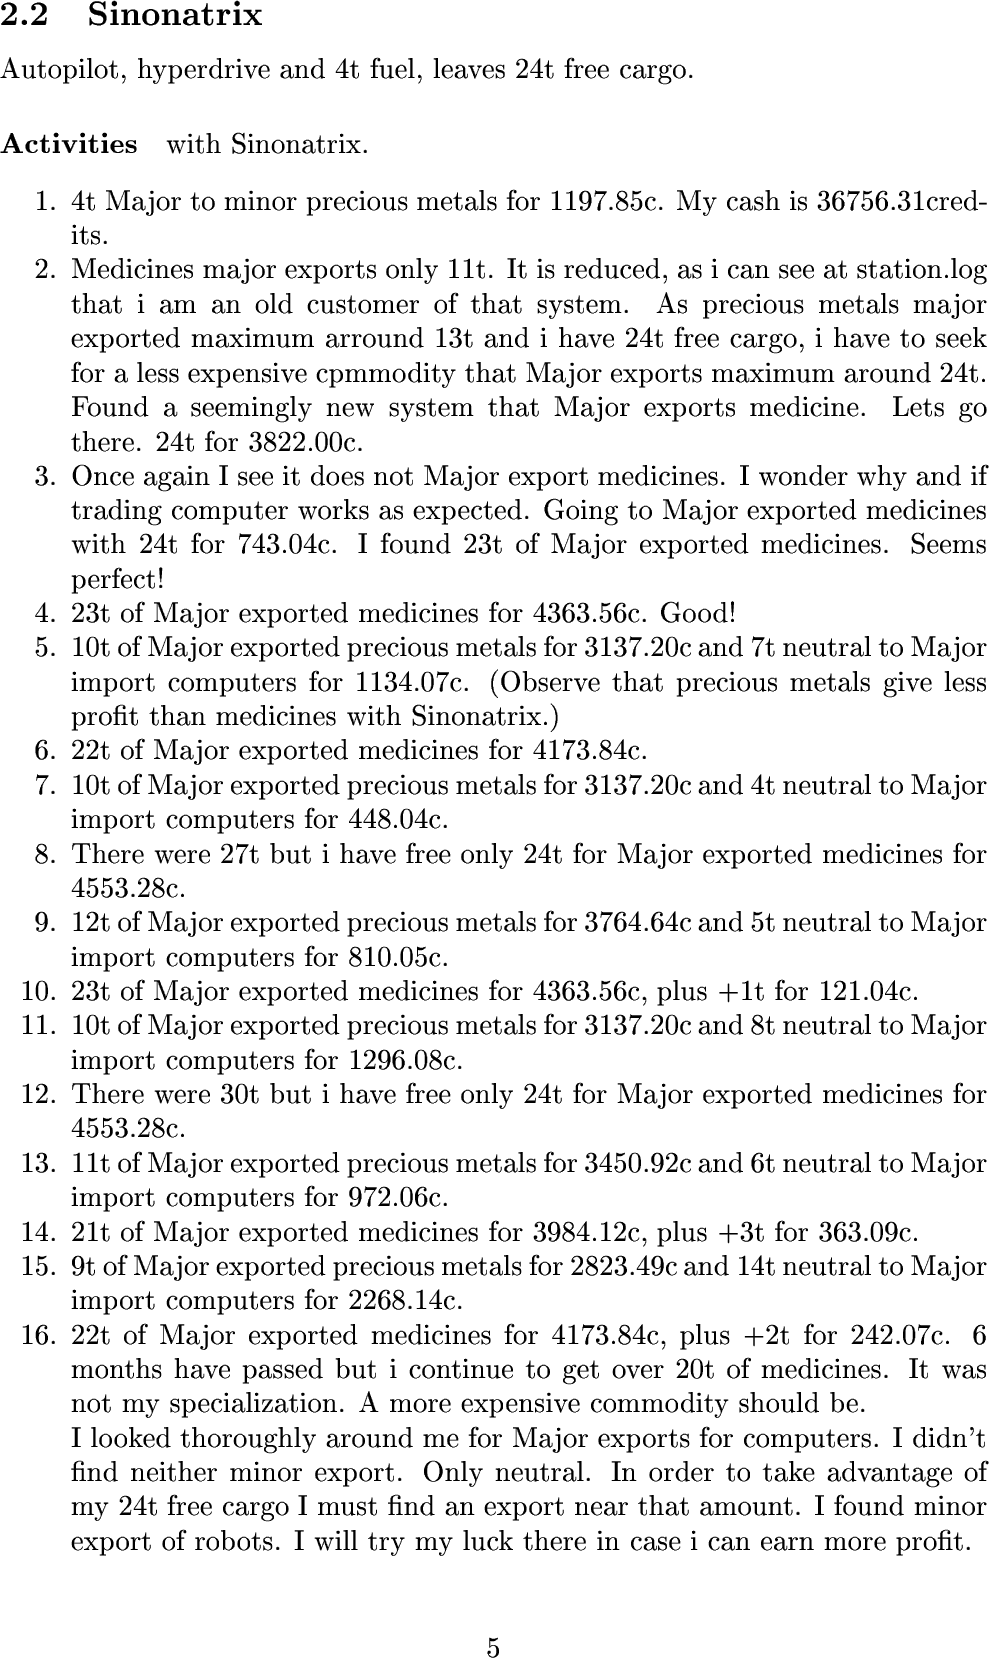 2.2 Sinonatrix
Autopilot, hyperdrive and 4t fuel, leaves 24t free cargo.
Activities with Sinonatrix.
1. 4t Major to minor precious metals for 1197.85c. My cash is 36756.31cred-
its.
2. Medicines major exports only 11t. It is reduced, as i can see at station.log
that i am an old customer of that system. As precious metals major
exported maximum arround 13t and i have 24t free cargo, i have to seek
for a less expensive cpmmodity that Major exports maximum around 24t.
Found a seemingly new system that Major exports medicine. Lets go
there. 24t for 3822.00c.
3. Once again I see it does not Major export medicines. I wonder why and if
trading computer works as expected. Going to Major exported medicines
with 24t for 743.04c. I found 23t of Major exported medicines. Seems
perfect!
4. 23t of Major exported medicines for 4363.56c. Good!
5. 10t of Major exported precious metals for 3137.20c and 7t neutral to Major
import computers for 1134.07c. (Observe that precious metals give less
profit than medicines with Sinonatrix.)
6. 22t of Major exported medicines for 4173.84c.
7. 10t of Major exported precious metals for 3137.20c and 4t neutral to Major
import computers for 448.04c.
8. There were 27t but i have free only 24t for Major exported medicines for
4553.28c.
9. 12t of Major exported precious metals for 3764.64c and 5t neutral to Major
import computers for 810.05c.
10. 23t of Major exported medicines for 4363.56c, plus +1t for 121.04c.
11. 10t of Major exported precious metals for 3137.20c and 8t neutral to Major
import computers for 1296.08c.
12. There were 30t but i have free only 24t for Major exported medicines for
4553.28c.
13. 11t of Major exported precious metals for 3450.92c and 6t neutral to Major
import computers for 972.06c.
14. 21t of Major exported medicines for 3984.12c, plus +3t for 363.09c.
15. 9t of Major exported precious metals for 2823.49c and 14t neutral to Major
import computers for 2268.14c.
16. 22t of Major exported medicines for 4173.84c, plus +2t for 242.07c. 6
months have passed but i continue to get over 20t of medicines. It was
not my specialization. A more expensive commodity should be.
I looked thoroughly around me for Major exports for computers. I didn't
find neither minor export. Only neutral. In order to take advantage of
my 24t free cargo I must find an export near that amount. I found minor
export of robots. I will try my luck there in case i can earn more profit.
5